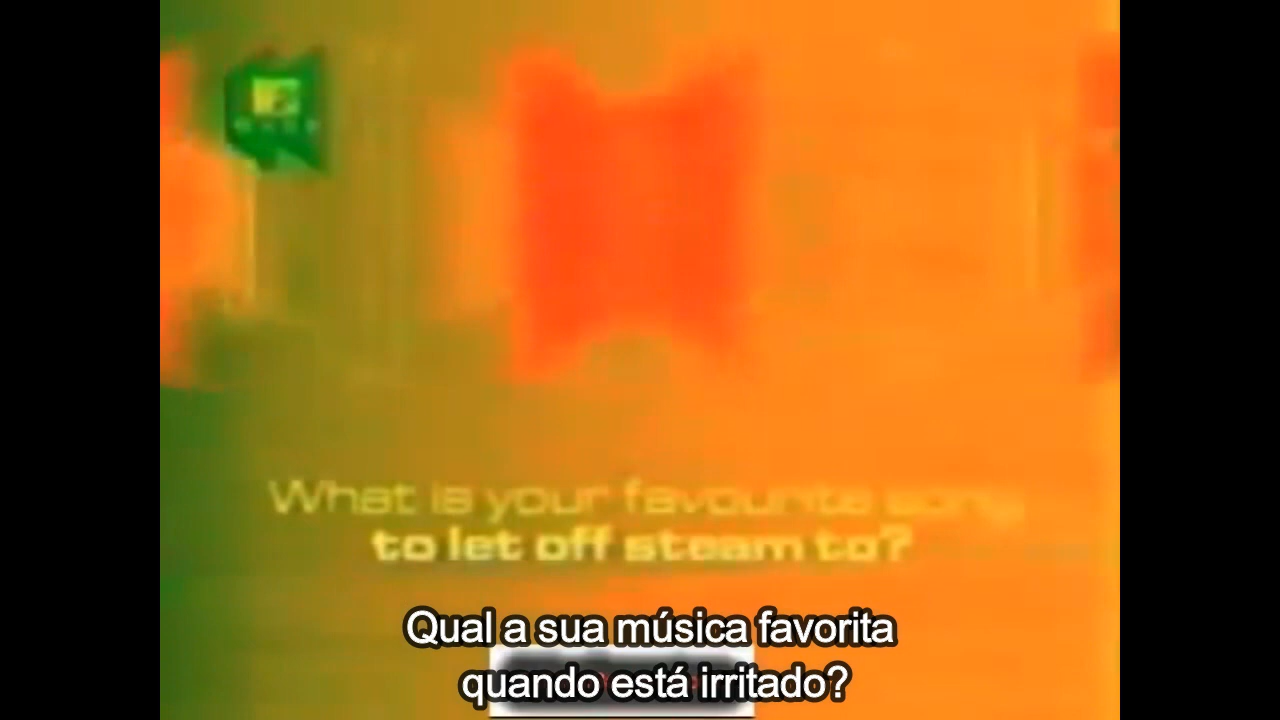 What is your favourite song
to let off steam to?
Qual a sua música favorita
quando está irritado?